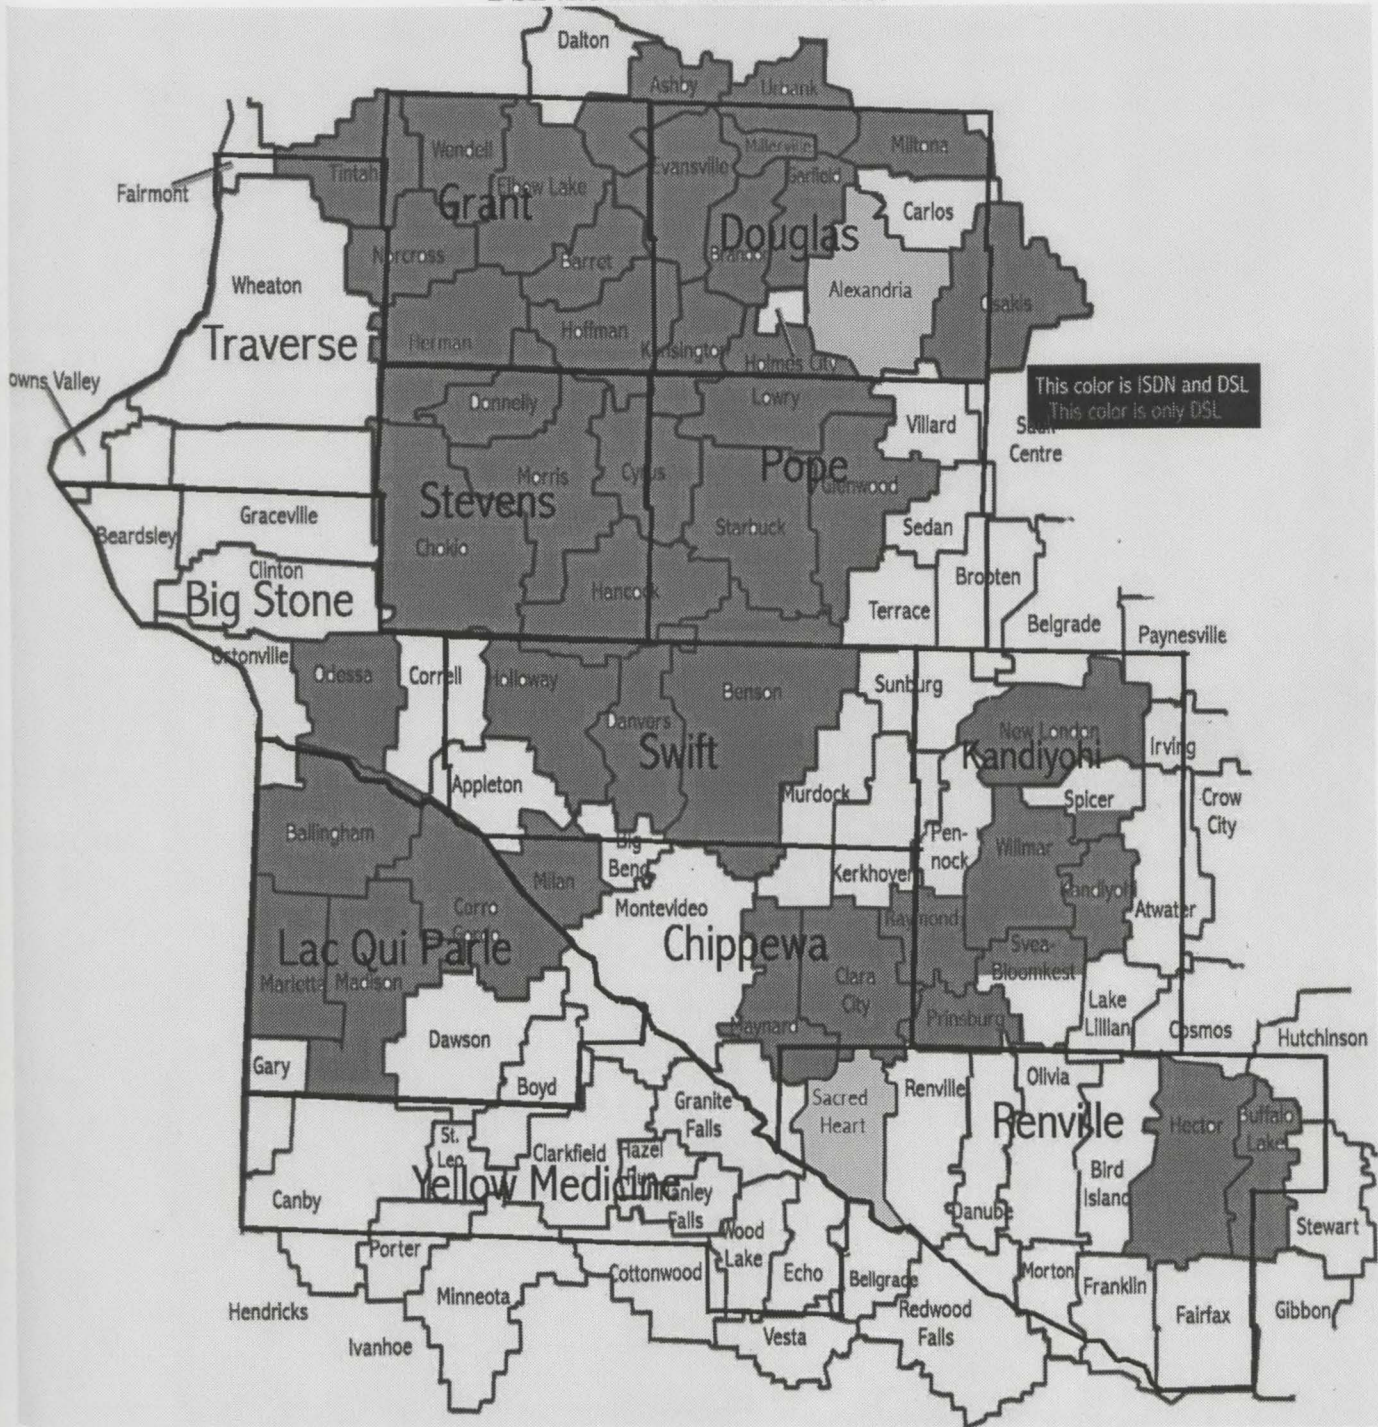 Dalton
Ashby
Urbank
Wendell
Evansville
Millerville
Miltona
Fairmont
Tintah
Elbow Lake
Garfield
Grant
Carlos
Douglas
Norcross
Barret
Brandon
Wheaton
Alexandria
Osakis
Traverse
Herman
Hoffman
Kensington
Holmes City
owns Valley
This color is ISDN and DSL
This color is only DSL
Donnelly
Lowry
Villard
Sauk
Centre
Morris
Cyrus
Pope
Glenwood
Stevens
Graceville
Beardsley
Starbuck
Sedan
Chokio
Clinton
Hancock
Brooten
Big Stone
Terrace
Belgrade
Paynesville
Ortonville
Odessa
Correll
Holloway
Benson
Sunburg
Danvers
New London
Swift
Kandiyohi
Irving
Appleton
Murdock
Spicer
Crow
City
Ballingham
Big
Bend
Pen-
nock
Willmar
Milan
Kerkhoven
Kandiyohi
Corro
Gordo
Montevideo
Raymond
Atwater
Lac Qui Parle
Chippewa
Svea-
Bloomkest
Marietta
Madison
Clara
City
Lake
Lillian
Maynard
Prinsburg
Cosmos
Hutchinson
Dawson
Gary
Boyd
Sacred
Heart
Renville
Olivia
Granite
Falls
Renville
Hector
Buffalo
Lake
St.
Leo
Clarkfield
Hazel
Run
Hanley
Falls
Yellow Medicine
Bird
Island
Canby
Wood
Lake
Danube
Stewart
Porter
Cottonwood
Echo
Bellgrade
Morton
Franklin
Hendricks
Minneota
Redwood
Falls
Fairfax
Gibbon
Ivanhoe
Vesta